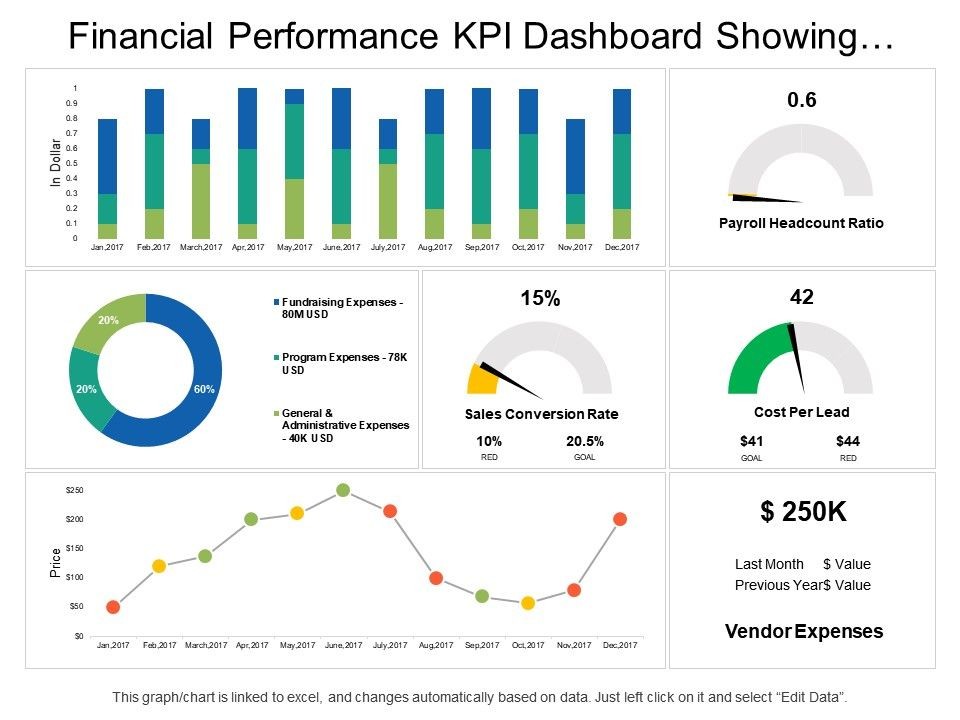 Financial Performance KPI Dashboard Showing…
In Dollar
1
0.9
0.8
0.7
0.6
0.5
0.4
0.3
0.2
0.1
0
Jan,2017 Feb,2017 March,2017 Apr,2017 May,2017 June,2017 July,2017 Aug,2017 Sep,2017 Oct,2017 Nov,2017 Dec,2017
0.6
Payroll Headcount Ratio
20%
20%
60%
Fundraising Expenses -
80M USD
Program Expenses - 78K
USD
General &
Administrative Expenses
- 40K USD
15%
Sales Conversion Rate
10% 20.5%
RED GOAL
42
Cost Per Lead
$41 $44
GOAL RED
Price
$250
$200
$150
$100
$50
$0
Jan,2017 Feb,2017 March,2017 Apr,2017 May,2017 June,2017 July,2017 Aug,2017 Sep,2017 Oct,2017 Nov,2017 Dec,2017
$ 250K
Last Month $ Value
Previous Year$ Value
Vendor Expenses
This graph/chart is linked to excel, and changes automatically based on data. Just left click on it and select “Edit Data”.